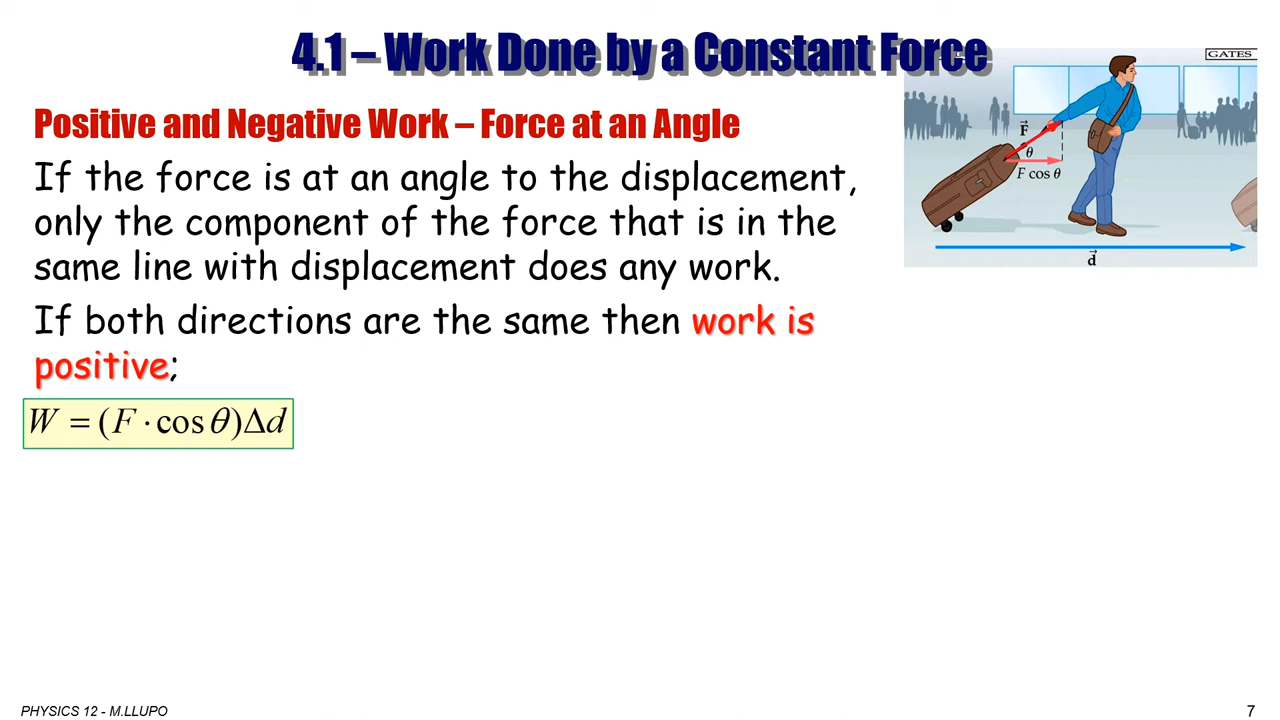 4.1 – Work Done by a Constant Force
GATES
Positive and Negative Work – Force at an Angle
If the force is at an angle to the displacement,
only the component of the force that is in the
same line with displacement does any work.
If both directions are the same then work is
positive;
W = (F · cos θ)Δd
F⃗
θ
F cos θ
d⃗
PHYSICS 12 - M.LLUPO
7